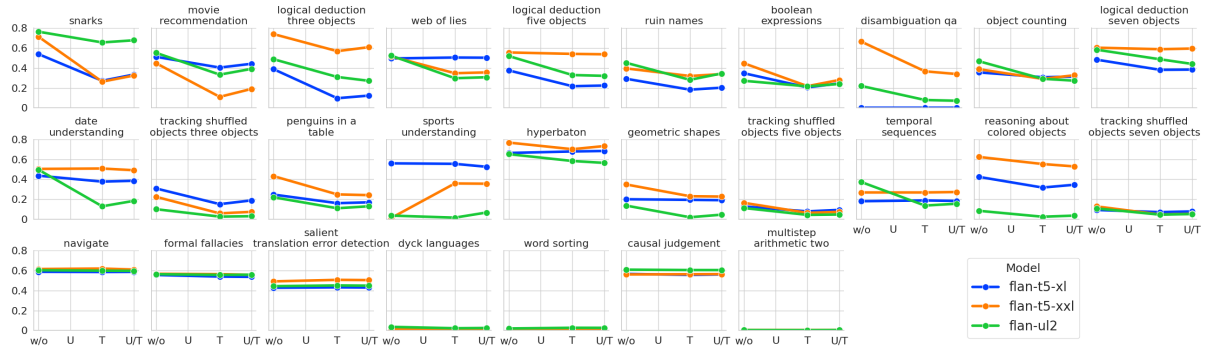 snarks
movie
recommendation
logical deduction
three objects
web of lies
logical deduction
five objects
ruin names
boolean
expressions
disambiguation qa
object counting
logical deduction
seven objects
0.8
0.6
0.4
0.2
0
date
understanding
tracking shuffled
objects three objects
penguins in a
table
sports
understanding
hyperbaton
geometric shapes
tracking shuffled
objects five objects
temporal
sequences
reasoning about
colored objects
tracking shuffled
objects seven objects
0.8
0.6
0.4
0.2
0
w/o U T U/T
w/o U T U/T
w/o U T U/T
navigate
formal fallacies
salient
translation error detection
dyck languages
word sorting
causal judgement
multistep
arithmetic two
0.8
0.6
0.4
0.2
0
w/o U T U/T
w/o U T U/T
w/o U T U/T
w/o U T U/T
w/o U T U/T
w/o U T U/T
w/o U T U/T
Model
flan-t5-xl
flan-t5-xxl
flan-ul2